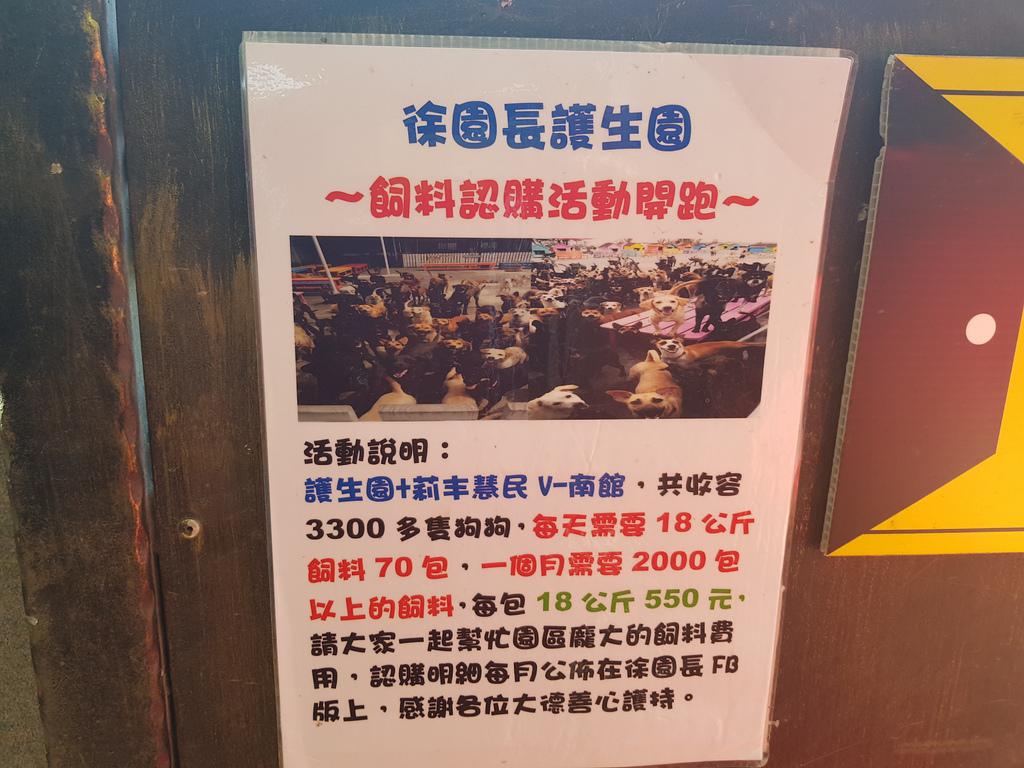 徐園長護生園
～飼料認購活動開跑～
活動說明：
護生園+莿丰慧民 V-南館，共收容
3300 多隻狗狗，每天需要 18 公斤
飼料 70 包，一個月需要 2000 包
以上的飼料，每包 18 公斤 550 元，
請大家一起幫忙園區龐大的飼料費
用，認購明細每月公佈在徐園長 FB
版上，感謝各位大德善心護持。